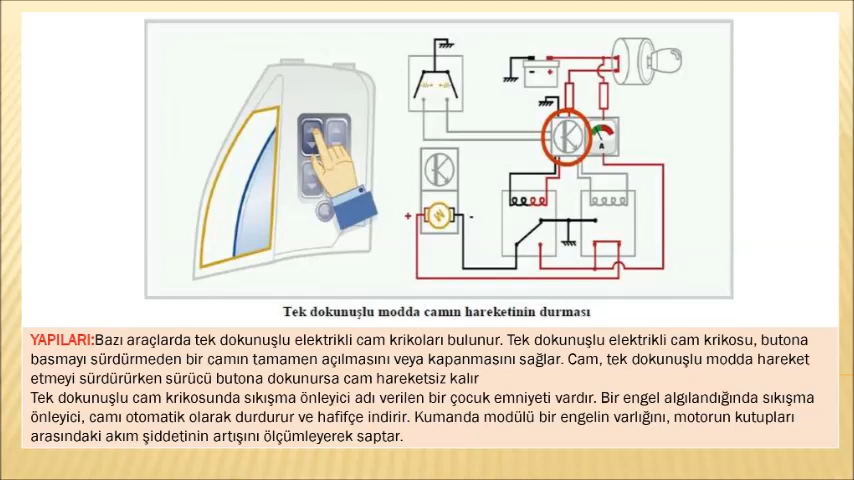 - +
A
+ -
Tek dokunuşlu modda camın hareketinin durması
YAPILARI:Bazı araçlarda tek dokunuşlu elektrikli cam krikoları bulunur. Tek dokunuşlu elektrikli cam krikosu, butona
basmayı sürdürmeden bir camın tamamen açılmasını veya kapanmasını sağlar. Cam, tek dokunuşlu modda hareket
etmeyi sürdürürken sürücü butona dokunursa cam hareketsiz kalır
Tek dokunuşlu cam krikosunda sıkışma önleyici adı verilen bir çocuk emniyeti vardır. Bir engel algılandığında sıkışma
önleyici, camı otomatik olarak durdurur ve hafifçe indirir. Kumanda modülü bir engelin varlığını, motorun kutupları
arasındaki akım şiddetinin artışını ölçümleyerek saptar.